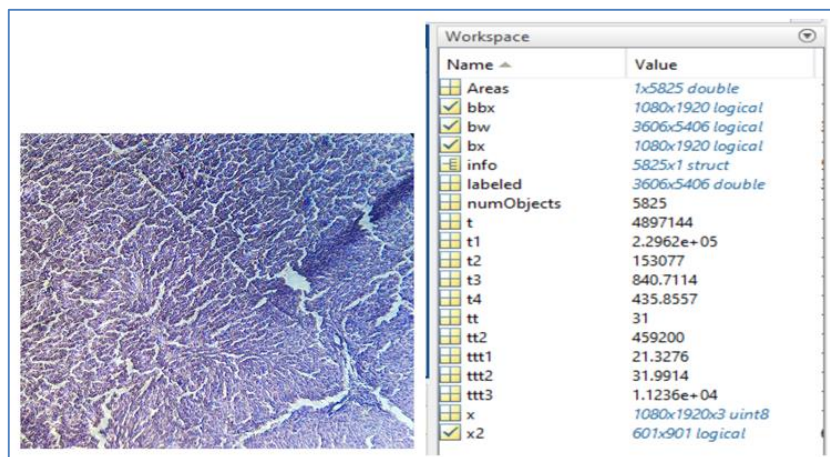 Workspace
Name Value
Areas 1x5825 double
bbx 1080x1920 logical
bw 3606x5406 logical
bx 1080x1920 logical
info 5825x1 struct
labeled 3606x5406 double
numObjects 5825
t 4897144
t1 2.2962e+05
t2 153077
t3 840.7114
t4 435.8557
tt 31
tt2 459200
ttt1 21.3276
ttt2 31.9914
ttt3 1.1236e+04
x 1080x1920x3 uint8
x2 601x901 logical